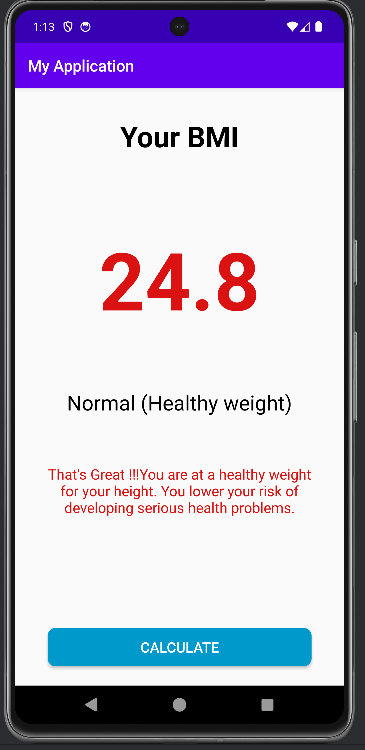 1:13
My Application
Your BMI
24.8
Normal (Healthy weight)
That's Great !!!You are at a healthy weight
for your height. You lower your risk of
developing serious health problems.
CALCULATE